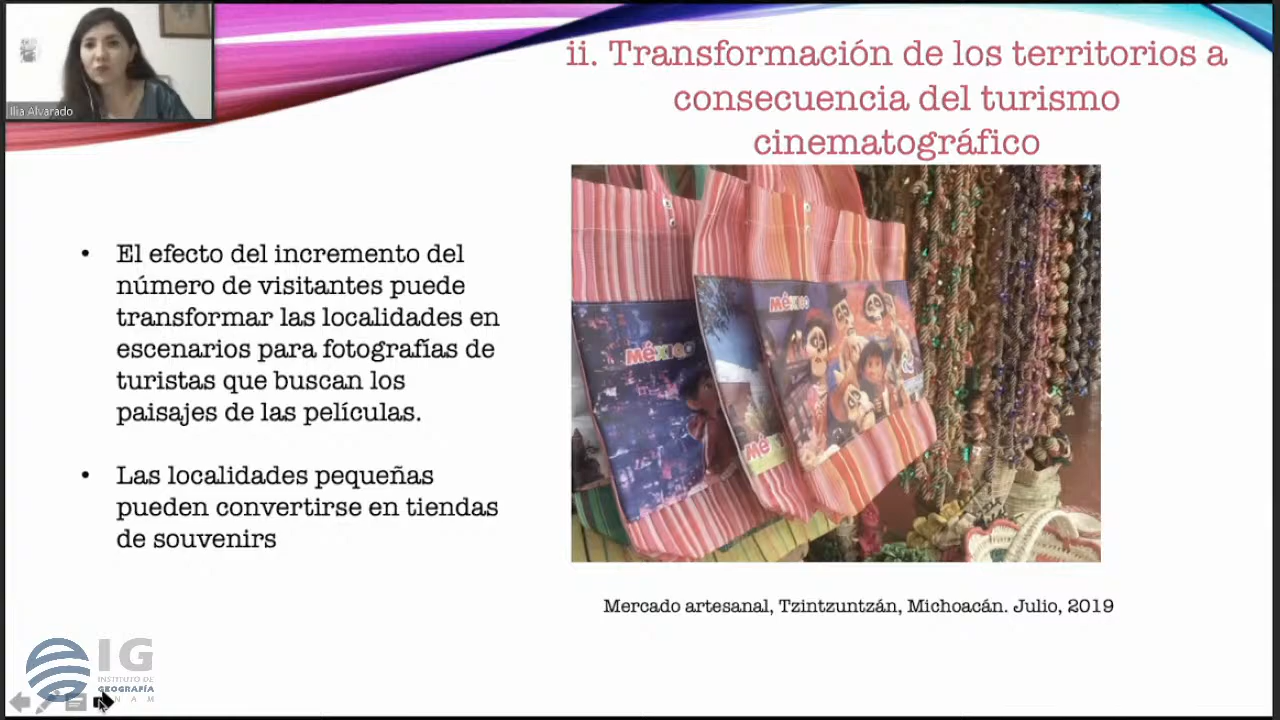 Ilia Alvarado
ii. Transformación de los territorios a
consecuencia del turismo
cinematográfico
El efecto del incremento del
número de visitantes puede
transformar las localidades en
escenarios para fotografías de
turistas que buscan los
paisajes de las películas.
Las localidades pequeñas
pueden convertirse en tiendas
de souvenirs
MéxICO
MéxICO
Mercado artesanal, Tzintzuntzán, Michoacán. Julio, 2019
IG
INSTITUTO DE
GEOGRAFÍA